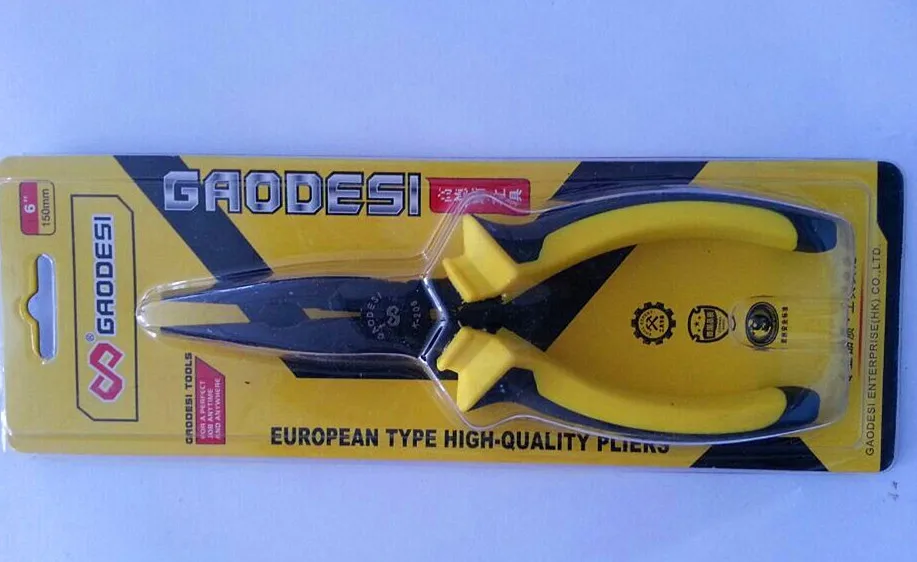 6"
150mm
GAODESI
®GAODESI
GAODESI
GAODESI TOOLS
FOR A PERFECT
JOB ANYTIME
AND ANYWHERE
EUROPEAN TYPE HIGH-QUALITY PLIERS
GAODESI ENTERPRISE(HK) CO.,LTD.